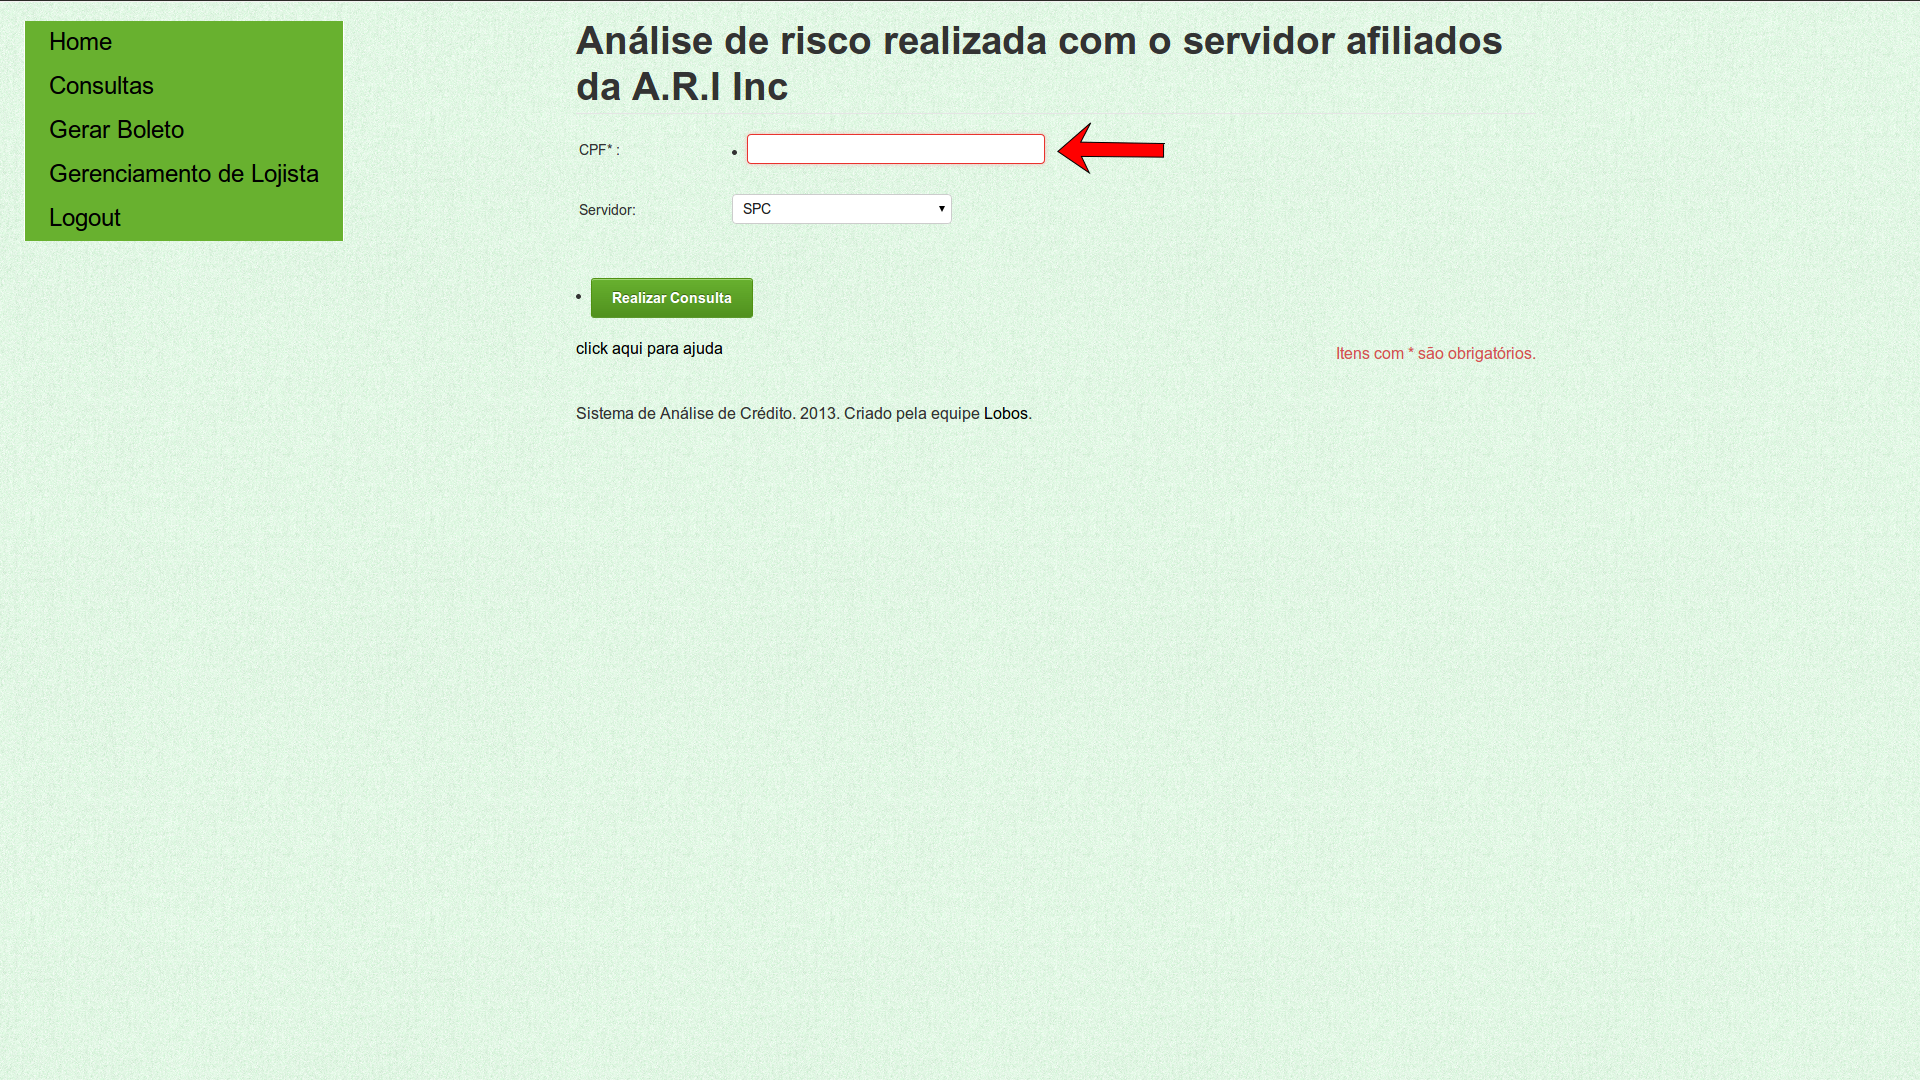 Home
Consultas
Gerar Boleto
Gerenciamento de Lojista
Logout
Análise de risco realizada com o servidor afiliados
da A.R.I Inc
CPF* :
Servidor:
SPC
Realizar Consulta
click aqui para ajuda
Itens com * são obrigatórios.
Sistema de Análise de Crédito. 2013. Criado pela equipe Lobos.